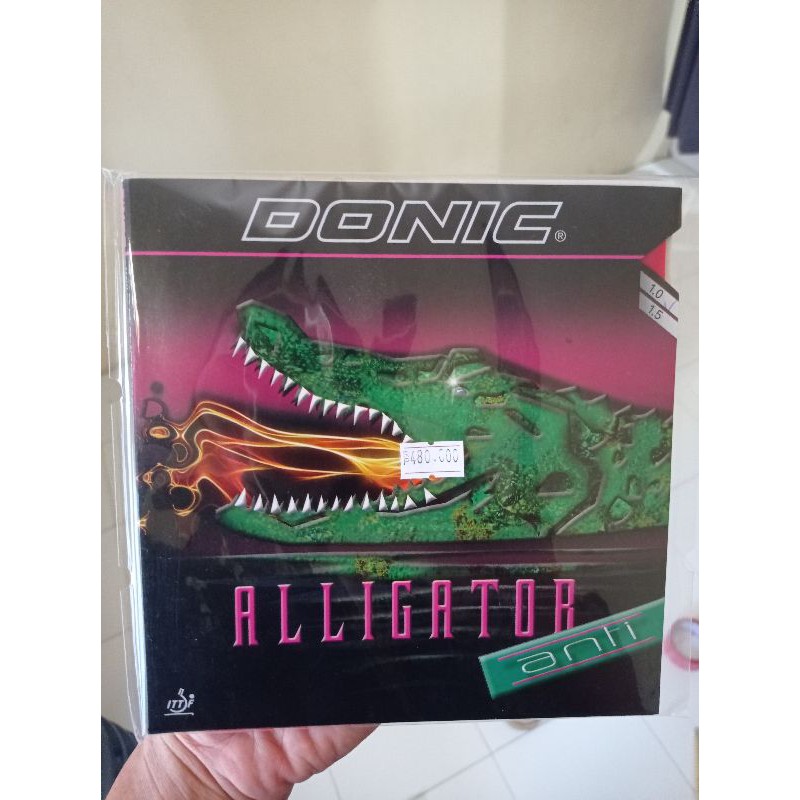 DONIC®
1.0
1.5
480.000
ALLIGATOR
anti
ITTF